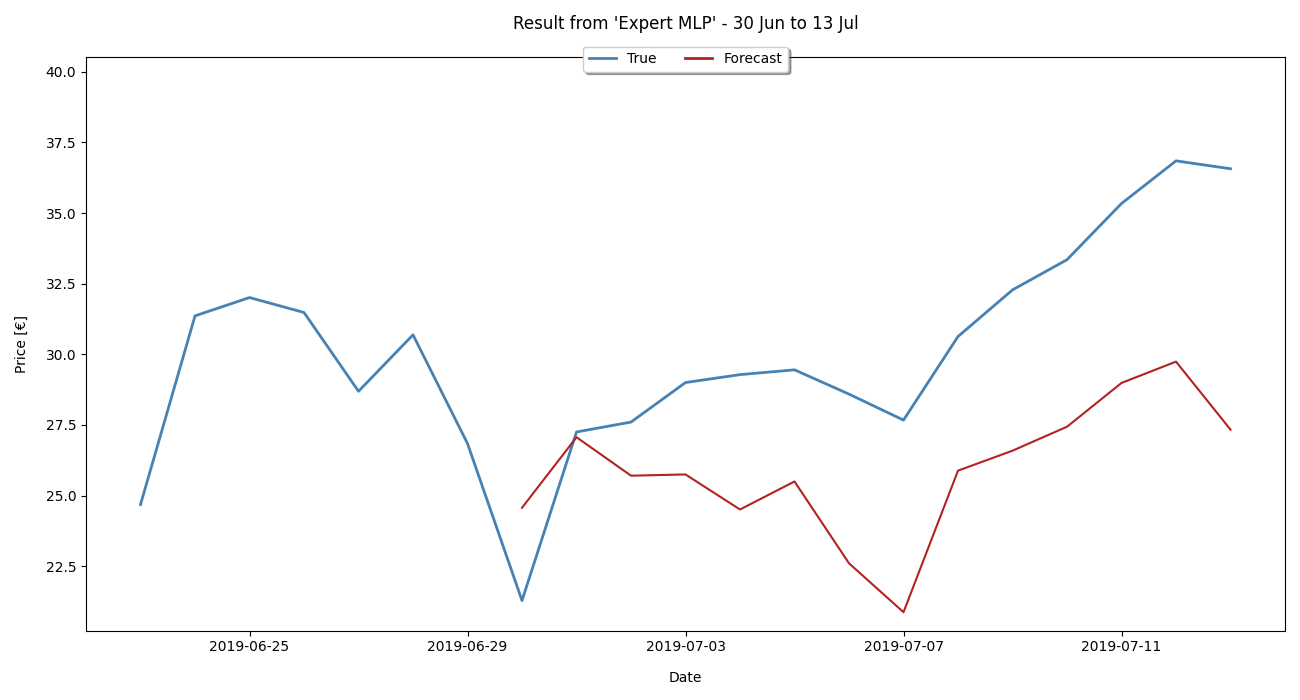 Result from 'Expert MLP' - 30 Jun to 13 Jul
True Forecast
40.0
37.5
35.0
32.5
30.0
27.5
25.0
22.5
Price [€]
2019-06-25 2019-06-29 2019-07-03 2019-07-07 2019-07-11
Date